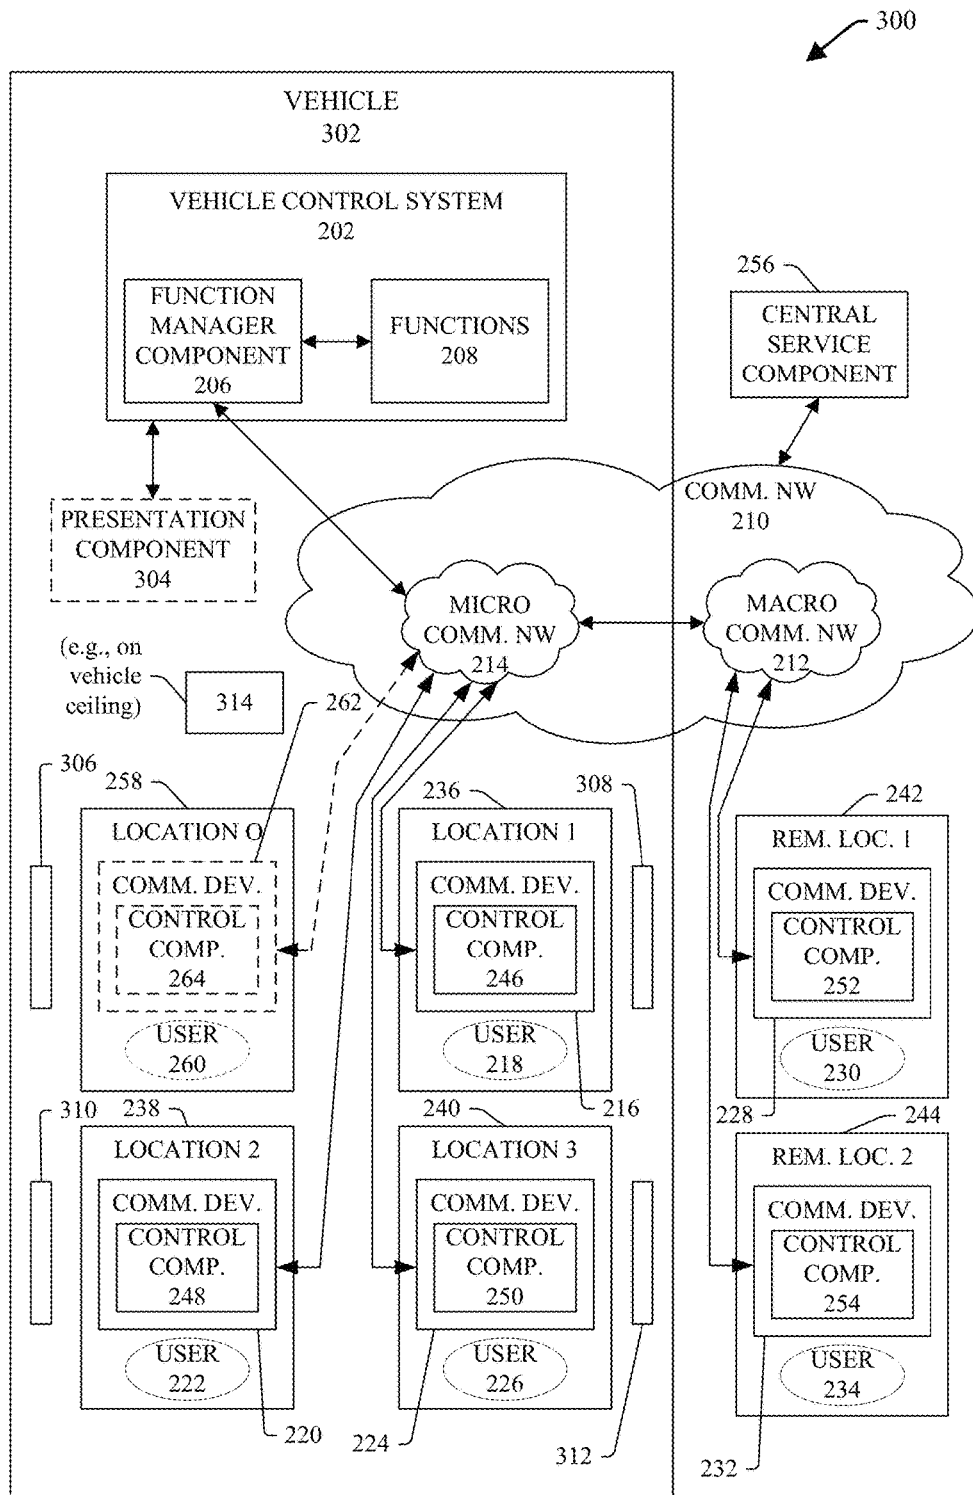 300
VEHICLE
302
VEHICLE CONTROL SYSTEM
202
FUNCTION
MANAGER
COMPONENT
206
FUNCTIONS
208
256
CENTRAL
SERVICE
COMPONENT
PRESENTATION
COMPONENT
304
COMM. NW
210
MICRO
COMM. NW
214
MACRO
COMM. NW
212
(e.g., on
vehicle
ceiling)
314
262
306
258
236
308
242
LOCATION O
COMM. DEV.
CONTROL
COMP.
264
USER
260
LOCATION 1
COMM. DEV.
CONTROL
COMP.
246
USER
218
REM. LOC. 1
COMM. DEV.
CONTROL
COMP.
252
USER
230
310
238
240
216
228
244
LOCATION 2
COMM. DEV.
CONTROL
COMP.
248
USER
222
LOCATION 3
COMM. DEV.
CONTROL
COMP.
250
USER
226
REM. LOC. 2
COMM. DEV.
CONTROL
COMP.
254
USER
234
220
224
312
232